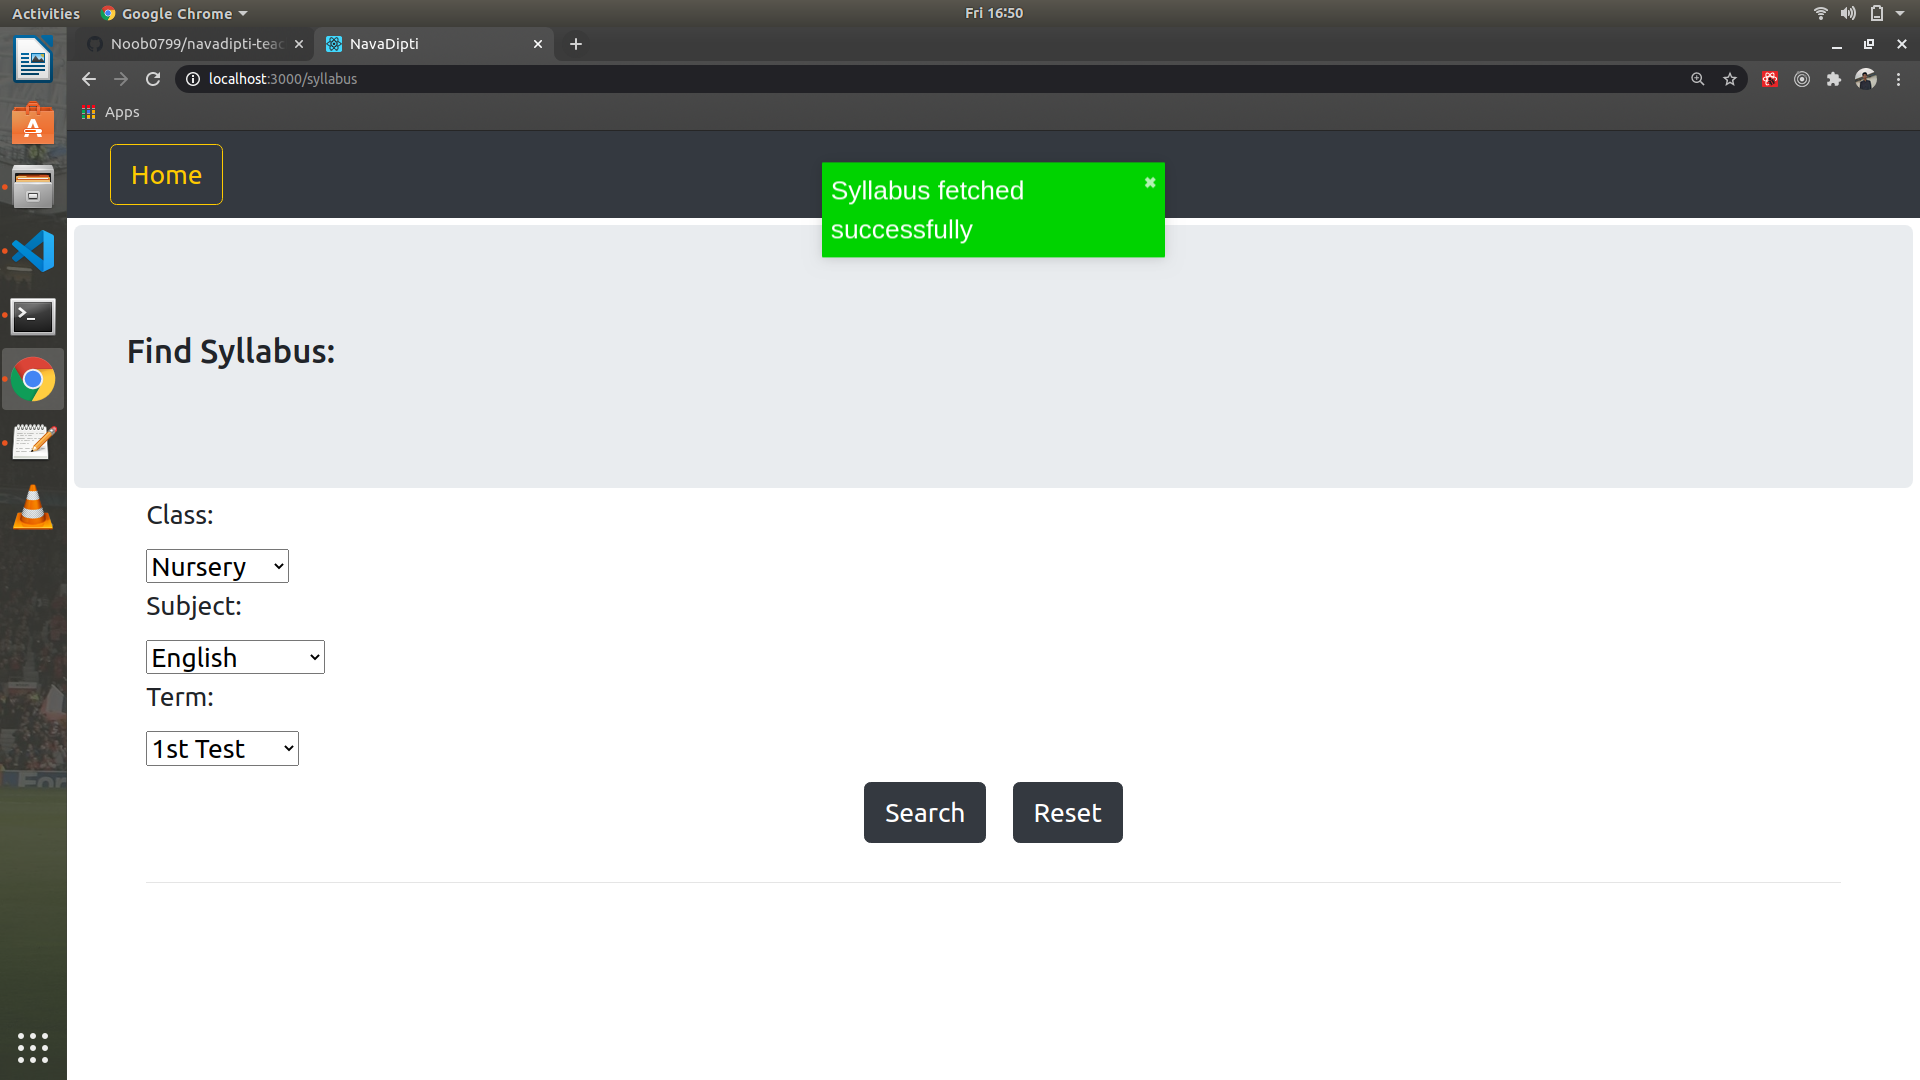 Activities
Google Chrome
Fri 16:50
Noob0799/navadipti-teac
NavaDipti
localhost:3000/syllabus
Apps
Home
Syllabus fetched
successfully
Find Syllabus:
Class:
Nursery
Subject:
English
Term:
1st Test
Search
Reset